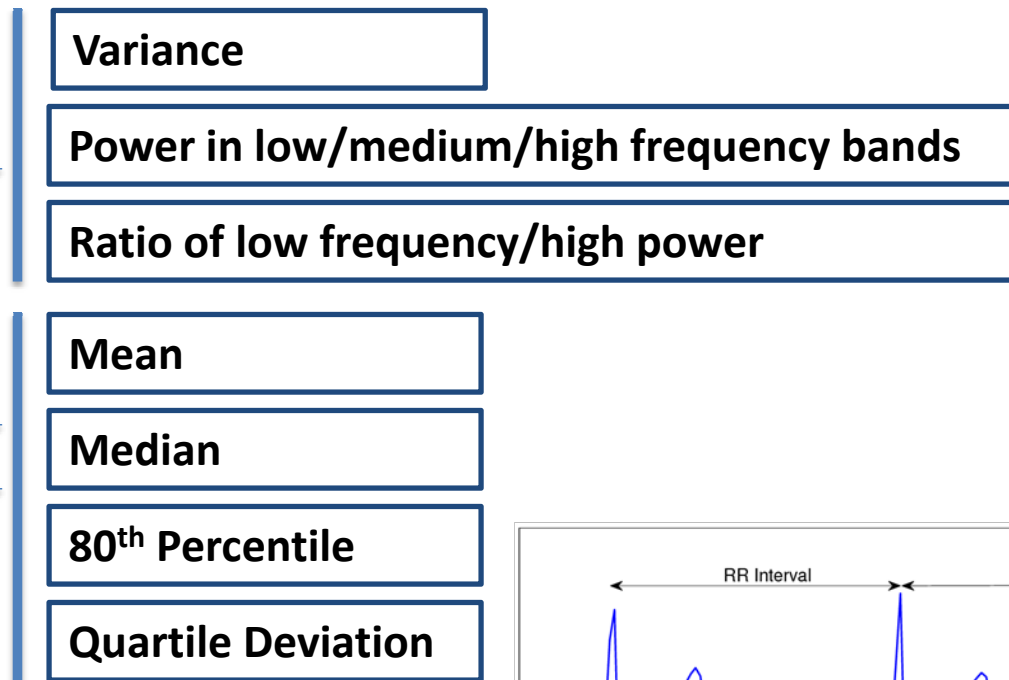 Variance
Power in low/medium/high frequency bands
Ratio of low frequency/high power
Mean
Median
80th Percentile
Quartile Deviation
RR Interval